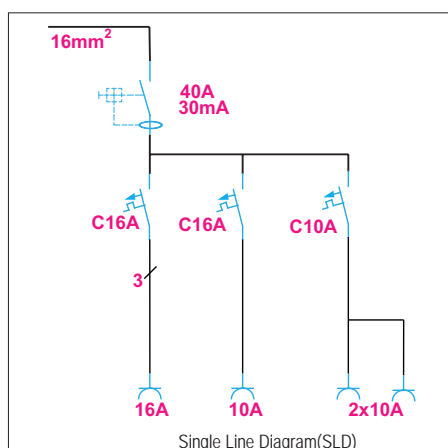 16mm²
40A
30mA
C16A C16A C10A
3
16A 10A 2x10A
Single Line Diagram(SLD)